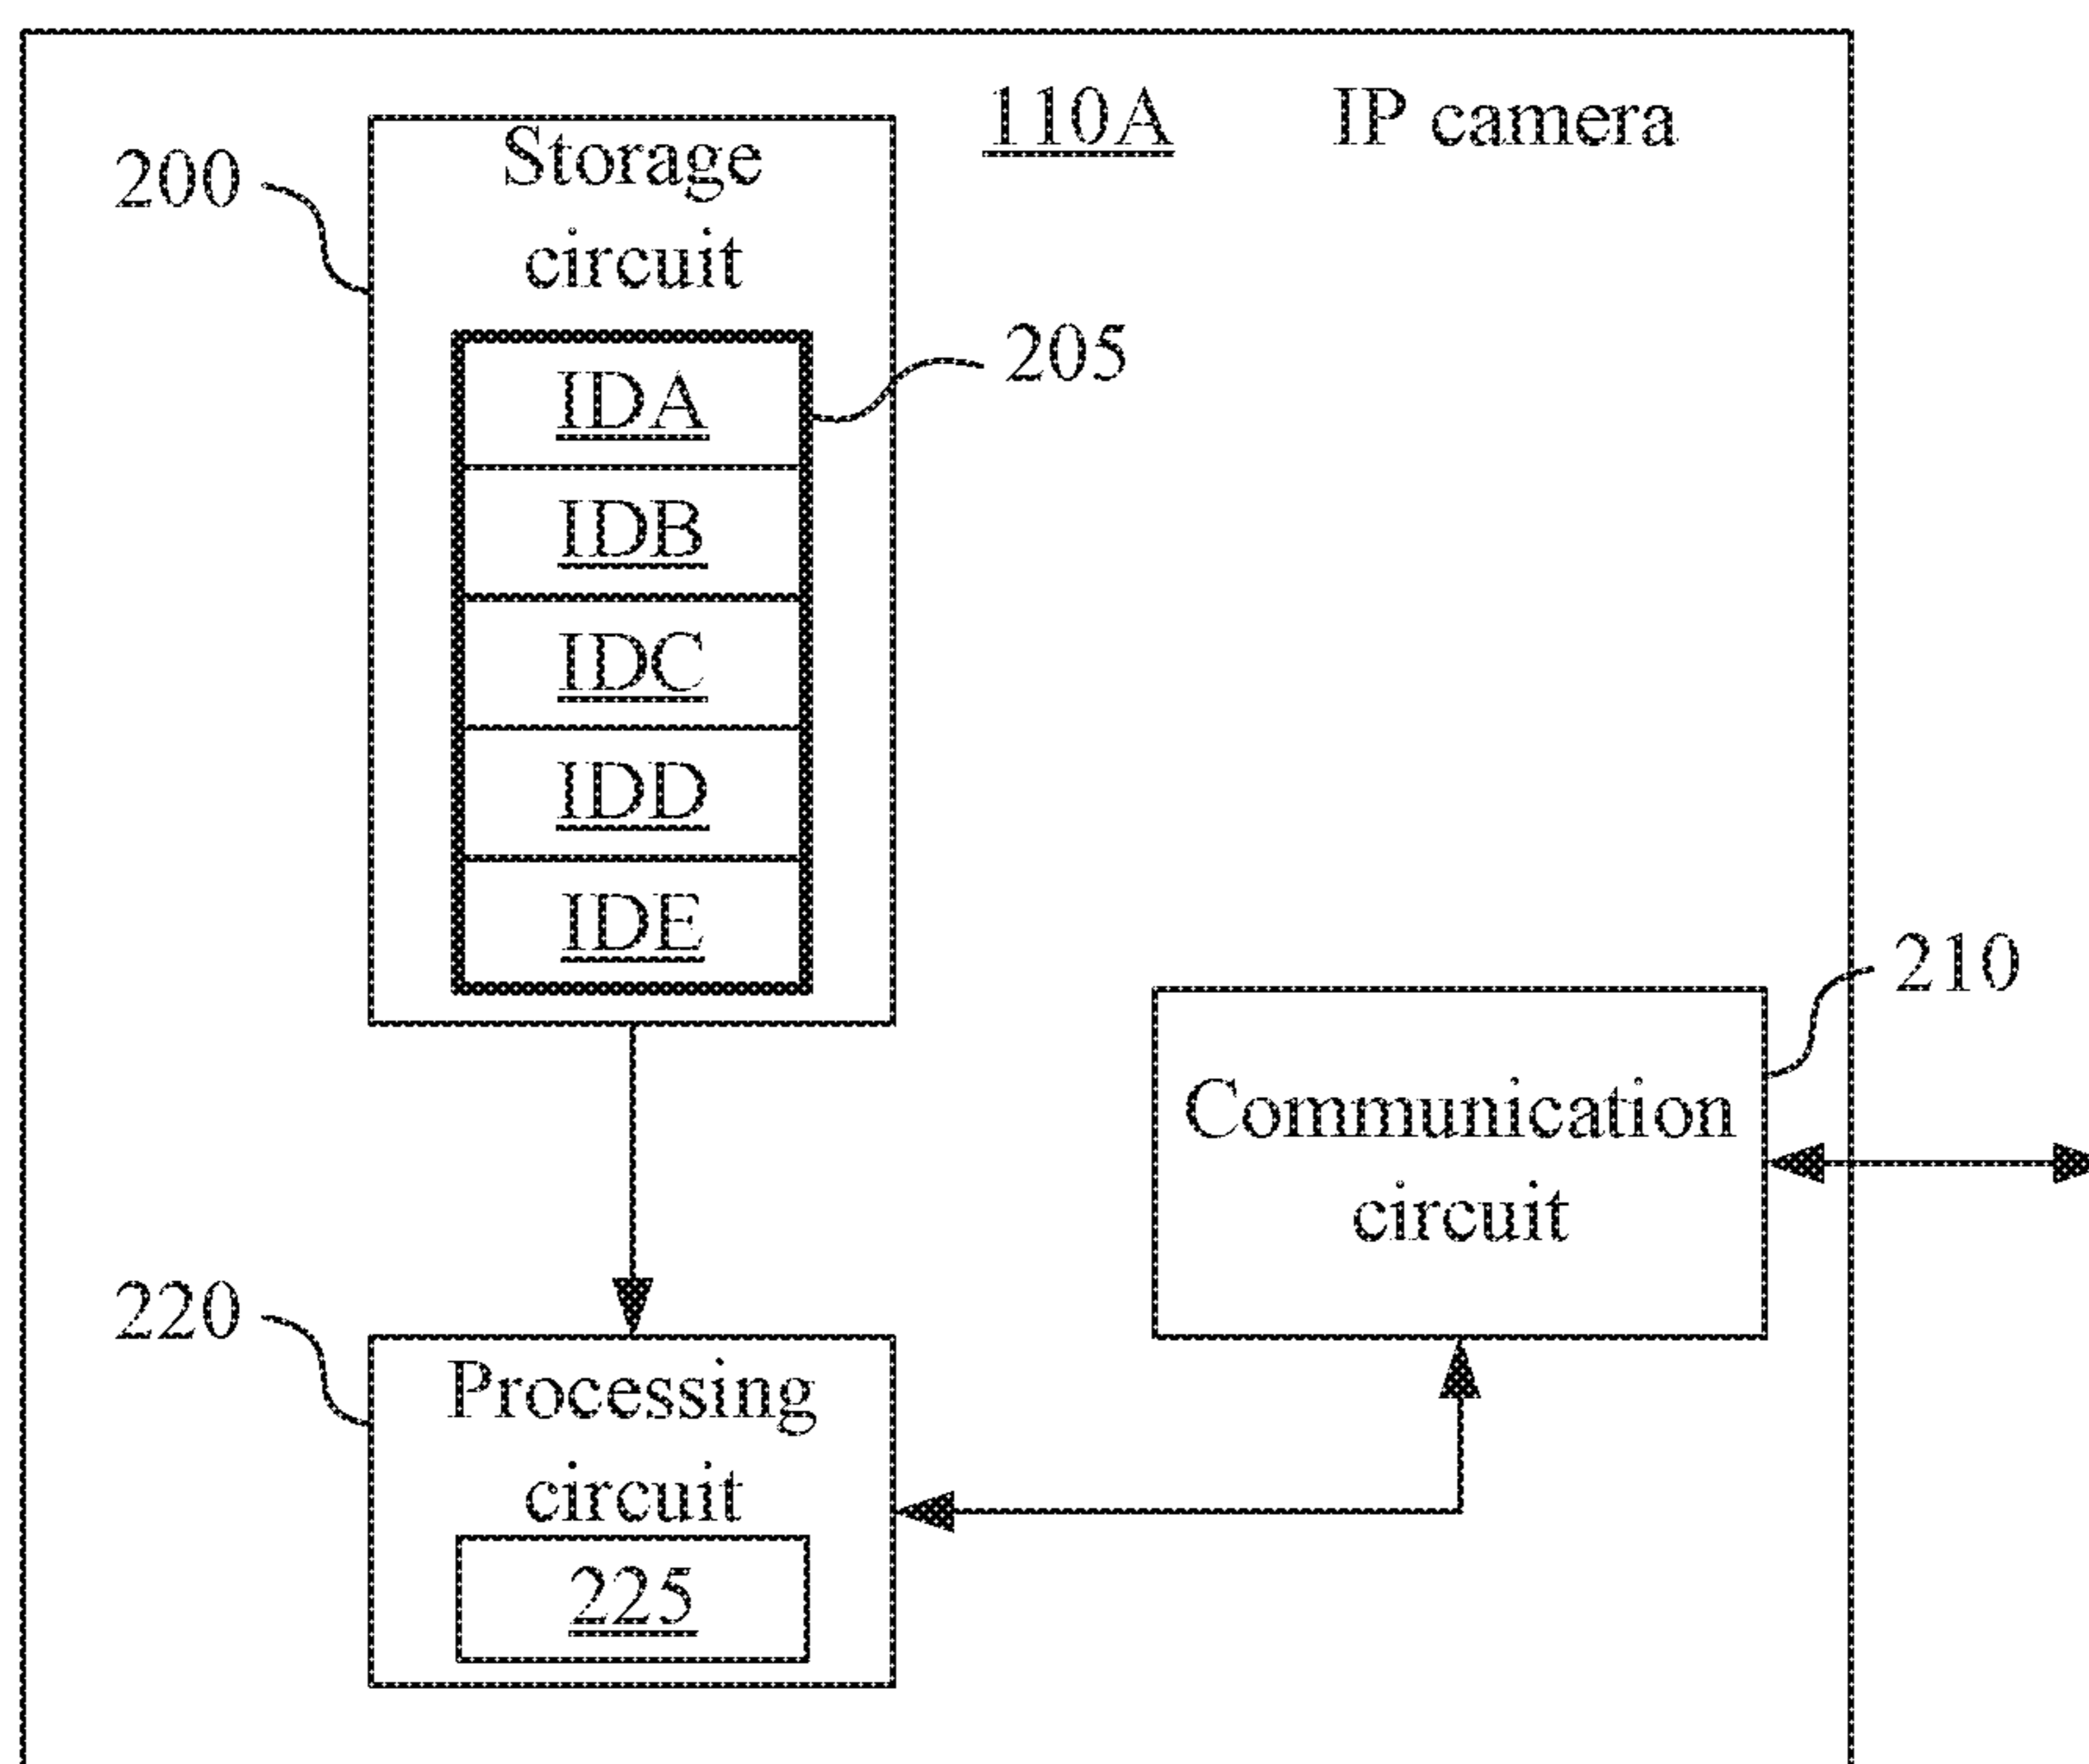 110A IP camera
200
Storage
circuit
205
IDA
IDB
IDC
IDD
IDE
210
Communication
circuit
220
Processing
circuit
225